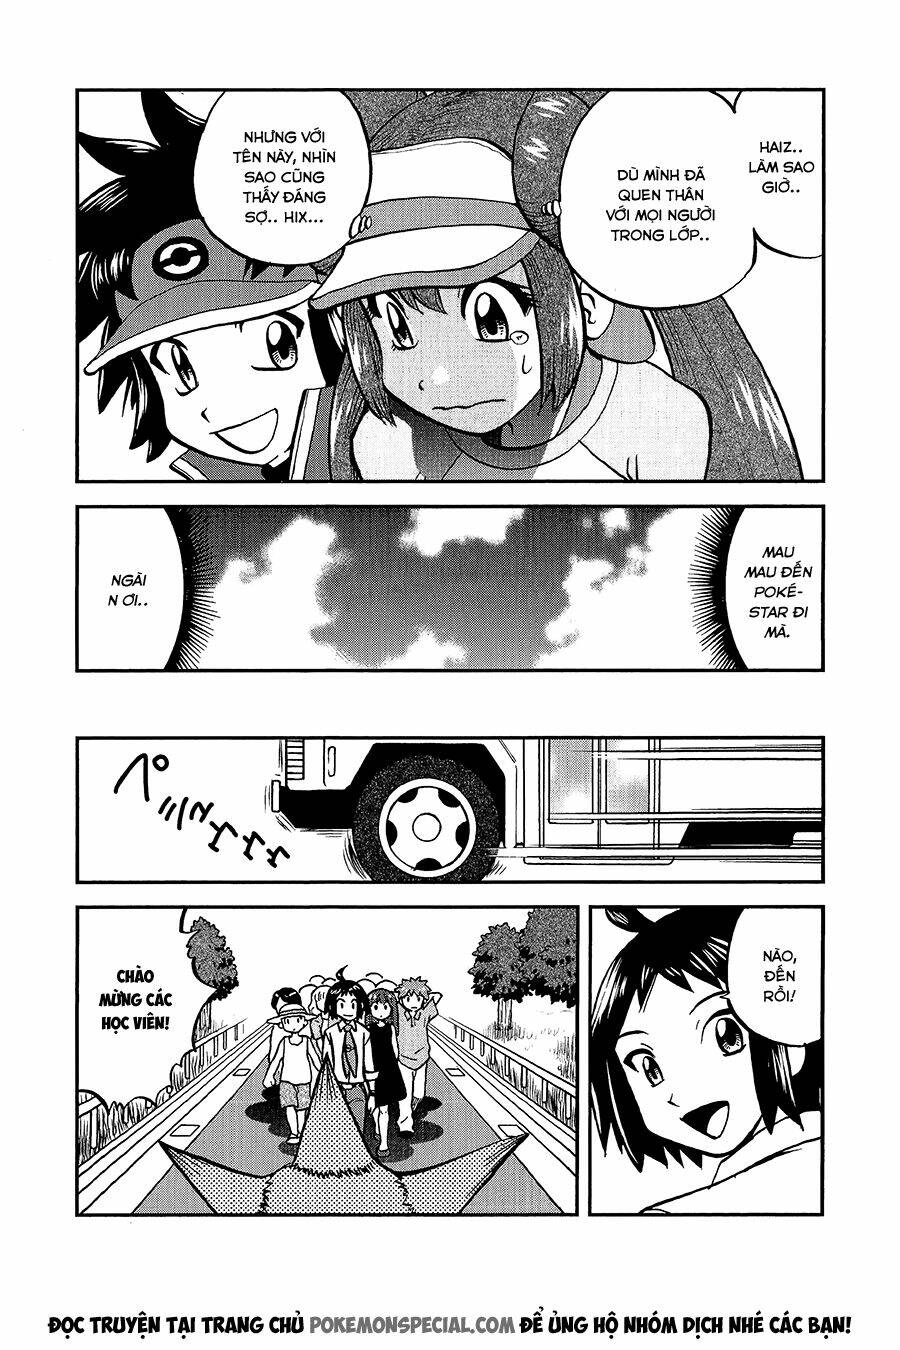 HAIZ..
LÀM SAO
GIỜ..
DÙ MÌNH ĐÃ
QUEN THÂN
VỚI MỌI NGƯỜI
TRONG LỚP..
NHƯNG VỚI
TÊN NÀY, NHÌN
SAO CŨNG
THẤY ĐÁNG
SỢ.. HIX...
MAU
MAU ĐẾN
POKÉ-
STAR ĐI
MÀ.
NGÀI
N ƠI..
NÀO,
ĐẾN
RỒI!
CHÀO
MỪNG CÁC
HỌC VIÊN!
ĐỌC TRUYỆN TẠI TRANG CHỦ POKEMONSPECIAL.COM ĐỂ ỦNG HỘ NHÓM DỊCH NHÉ CÁC BẠN!